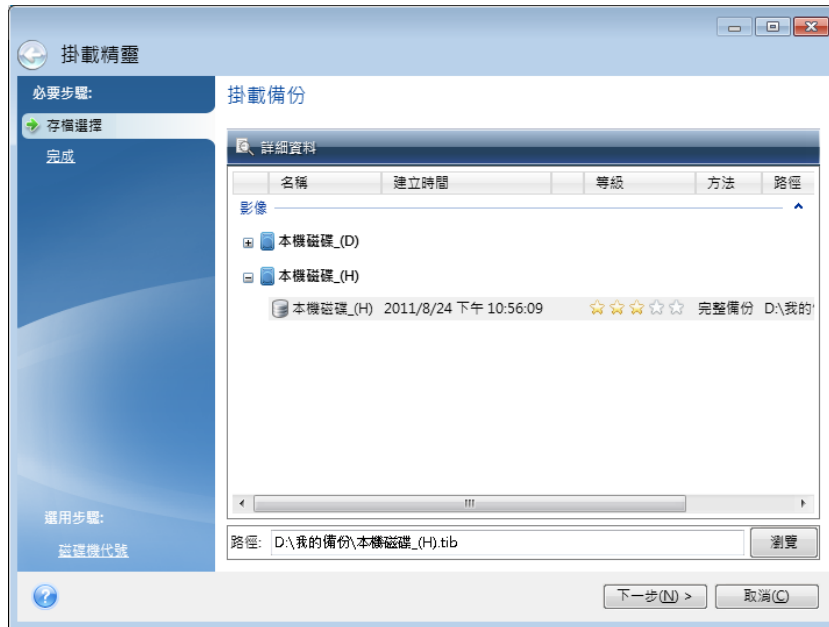 掛載精靈
必要步驟:
存檔選擇
完成
選用步驟:
磁碟機代號
掛載備份
詳細資料
名稱 建立時間 等級 方法 路徑
影像
本機磁碟_(D)
本機磁碟_(H)
本機磁碟_(H) 2011/8/24 下午 10:56:09 完整備份 D:\我的
路徑: D:\我的備份\本機磁碟_(H).tib 瀏覽
下一步(N) > 取消(C)